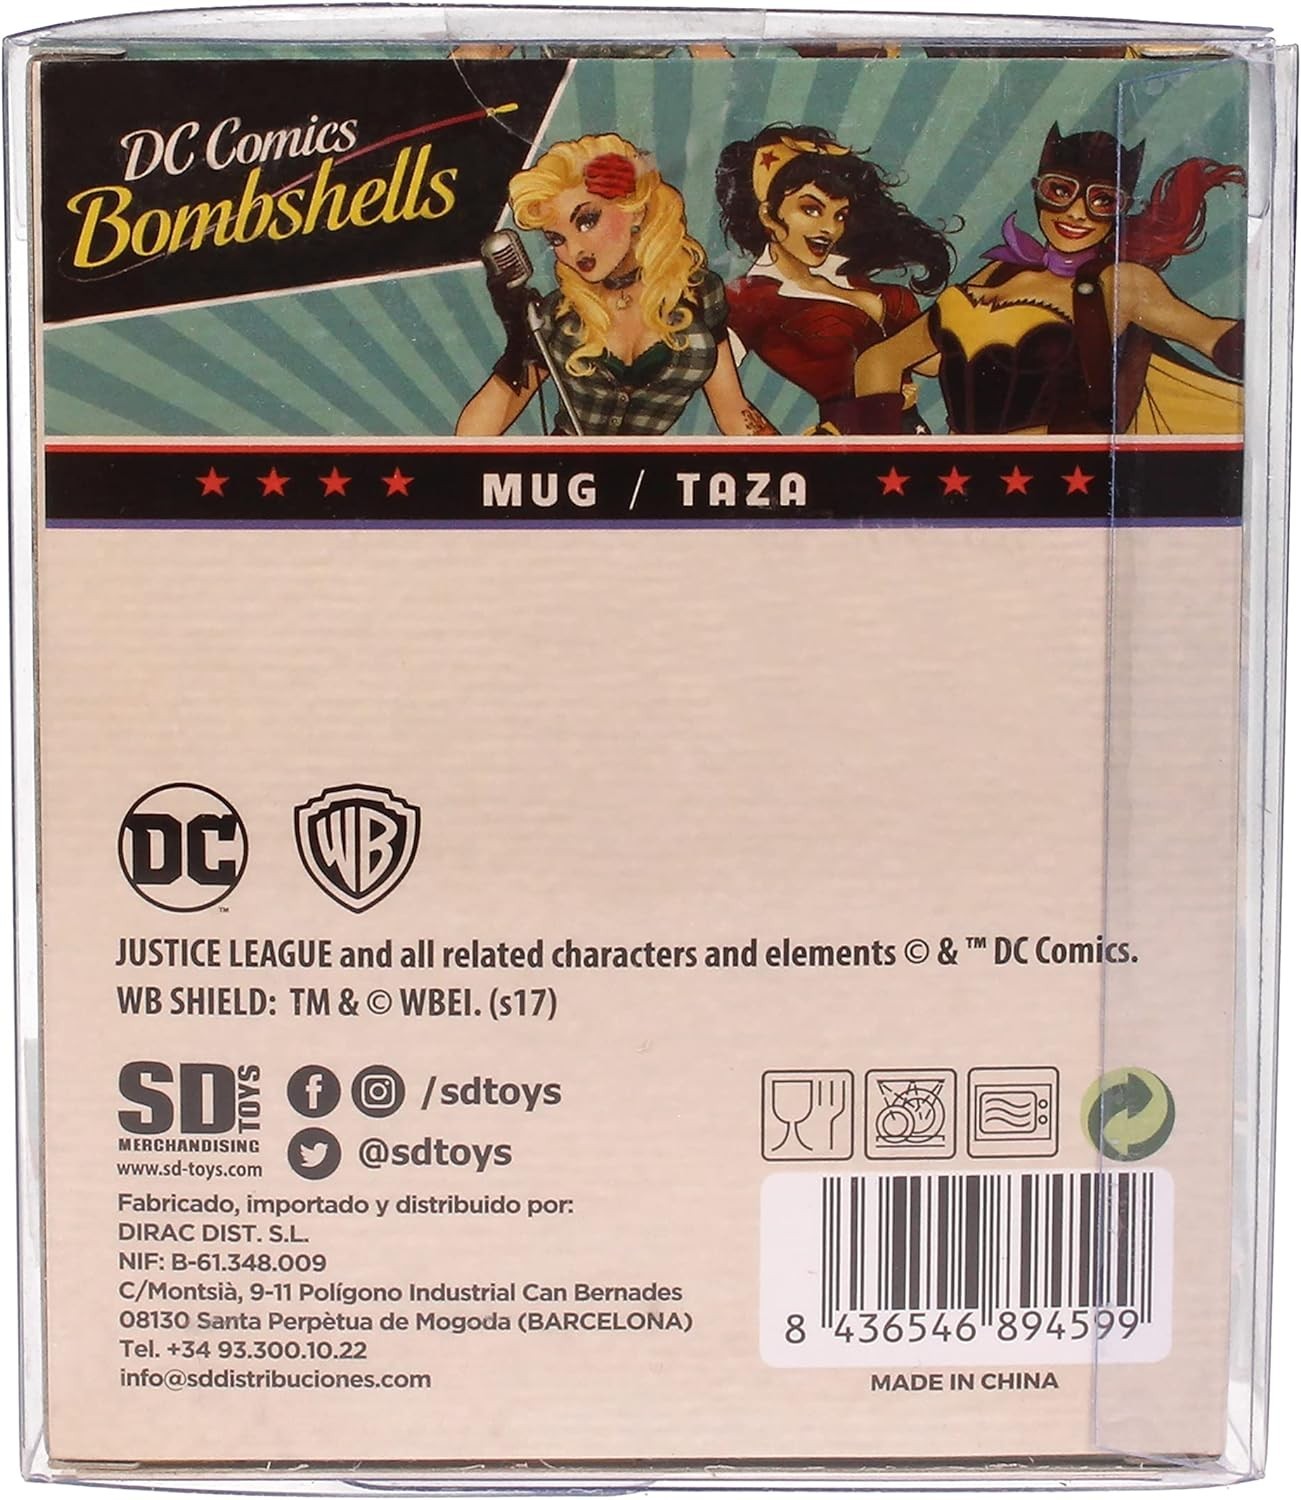 DC Comics
Bombshells
MUG / TAZA
DC
TM
WB
JUSTICE LEAGUE and all related characters and elements © & ™ DC Comics.
WB SHIELD: TM & © WBEI. (s17)
SD TOYS
MERCHANDISING
www.sd-toys.com
/sdtoys
@sdtoys
Fabricado, importado y distribuido por:
DIRAC DIST. S.L.
NIF: B-61.348.009
C/Montsià, 9-11 Polígono Industrial Can Bernades
08130 Santa Perpètua de Mogoda (BARCELONA)
Tel. +34 93.300.10.22
info@sddistribuciones.com
8 436546 894599
MADE IN CHINA